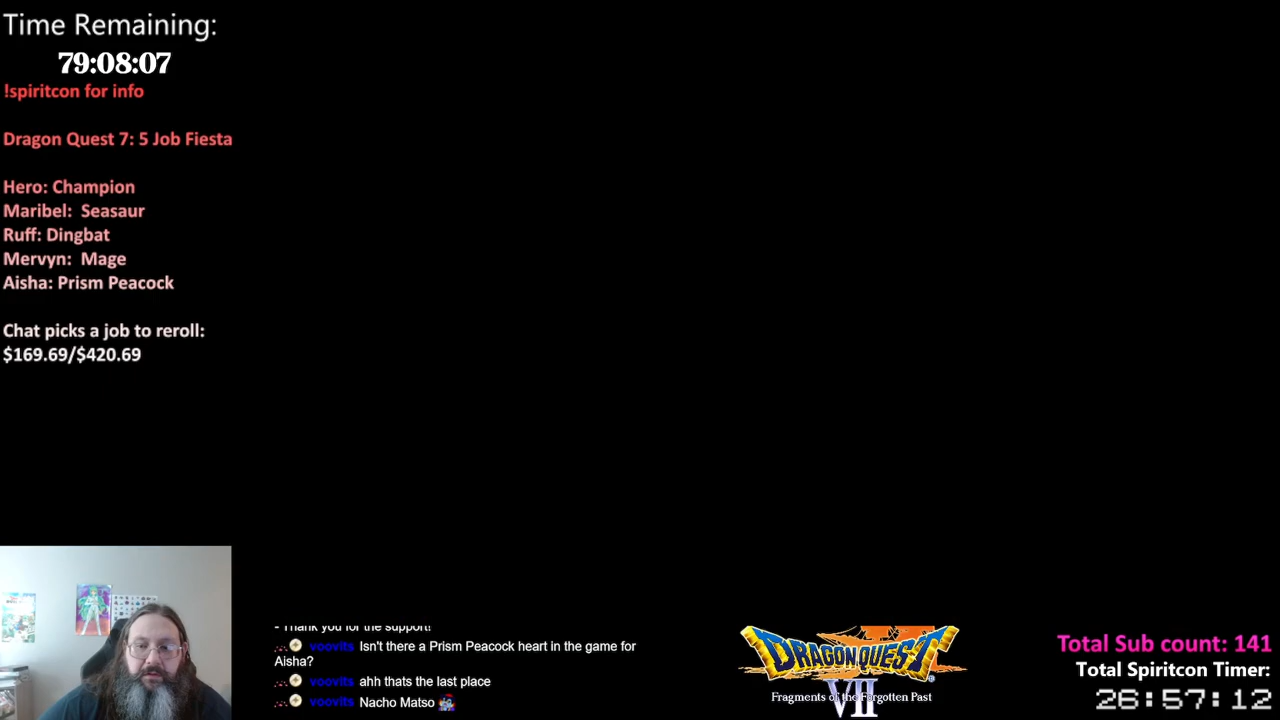 Time Remaining:
79:08:07
!spiritcon for info
Dragon Quest 7: 5 Job Fiesta
Hero: Champion
Maribel: Seasaur
Ruff: Dingbat
Mervyn: Mage
Aisha: Prism Peacock
Chat picks a job to reroll:
$169.69/$420.69
- Thank you for the support!
voovits Isn't there a Prism Peacock heart in the game for
Aisha?
voovits ahh thats the last place
voovits Nacho Matso
DRAGON QUEST
VII
Fragments of the Forgotten Past
Total Sub count: 141
Total Spiritcon Timer:
26:57:12